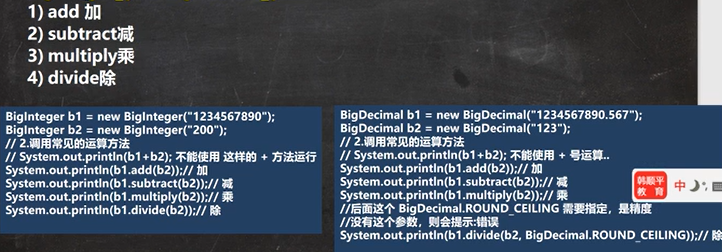 1) add 加
2) subtract减
3) multiply乘
4) divide除
BigInteger b1 = new BigInteger("1234567890");
BigInteger b2 = new BigInteger("200");
// 2.调用常见的运算方法
// System.out.println(b1+b2); 不能使用 这样的 + 方法运行
System.out.println(b1.add(b2));// 加
System.out.println(b1.subtract(b2));// 减
System.out.println(b1.multiply(b2));// 乘
System.out.println(b1.divide(b2));// 除
BigDecimal b1 = new BigDecimal("1234567890.567");
BigDecimal b2 = new BigDecimal("123");
// 2.调用常见的运算方法
// System.out.println(b1+b2); 不能使用 + 号运算..
System.out.println(b1.add(b2));// 加
System.out.println(b1.subtract(b2));// 减
System.out.println(b1.multiply(b2));// 乘
//后面这个 BigDecimal.ROUND_CEILING 需要指定，是精度
//没有这个参数，则会提示:错误
System.out.println(b1.divide(b2, BigDecimal.ROUND_CEILING));// 除
韩顺平
教育
中